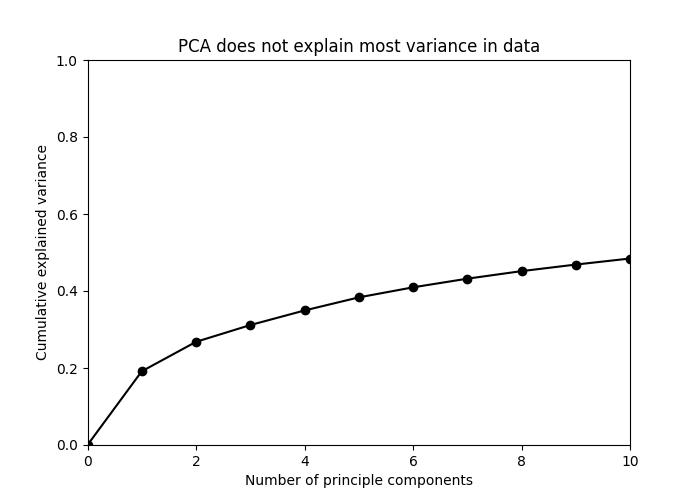 PCA does not explain most variance in data
1.0
0.8
0.6
0.4
0.2
0.0
Cumulative explained variance
0 2 4 6 8 10
Number of principle components